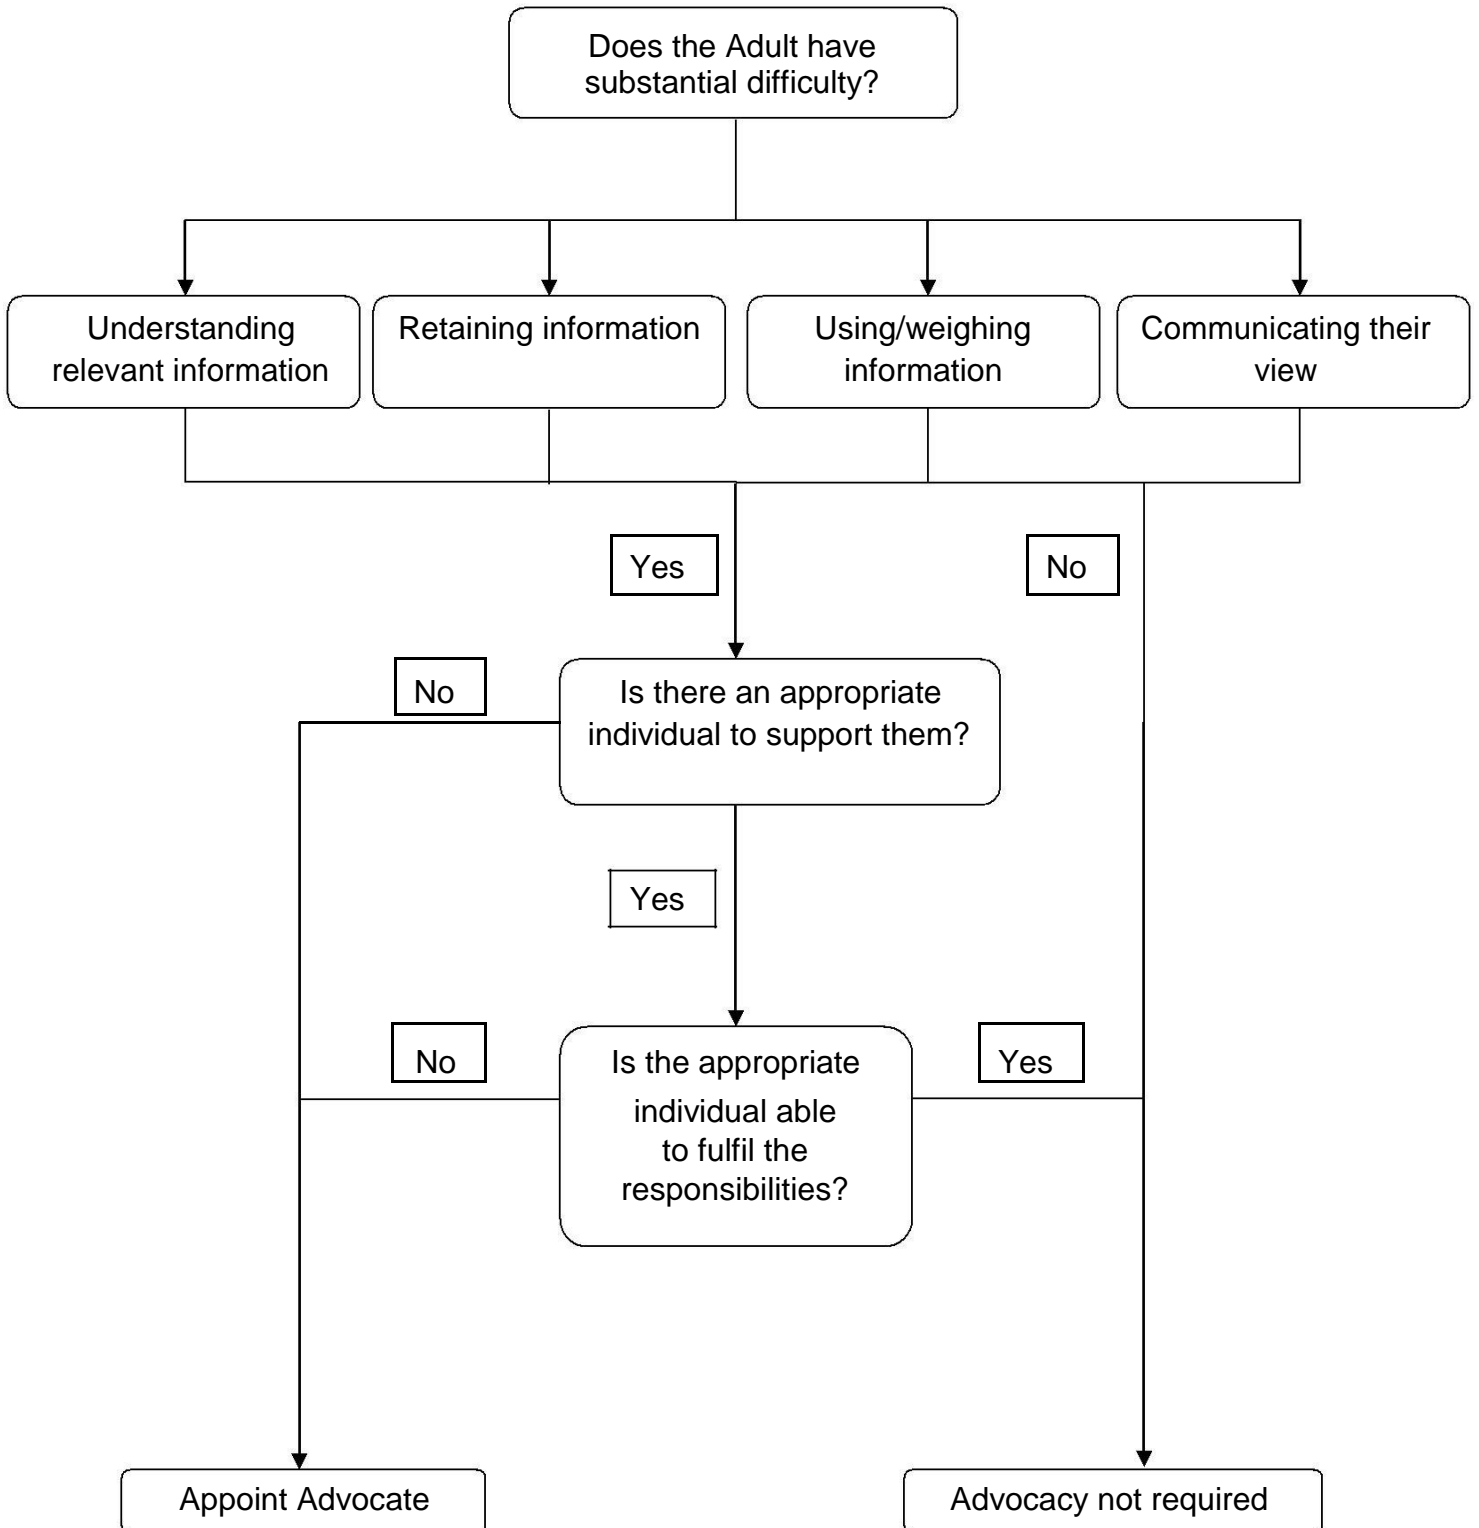 Does the Adult have
substantial difficulty?
Understanding
relevant information
Retaining information
Using/weighing
information
Communicating their
view
Yes
No
No
Is there an appropriate
individual to support them?
Yes
No
Is the appropriate
individual able
to fulfil the
responsibilities?
Yes
Appoint Advocate
Advocacy not required